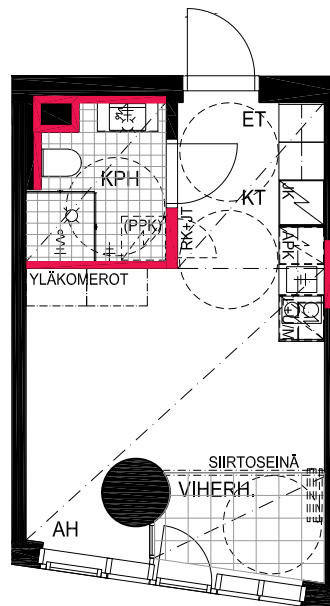 ET
KPH
KT
JK
(PPK)
RK+JT
APK
YLÄKOMEROT
U/M
SIIRTOSEINÄ
VIHERH.
AH